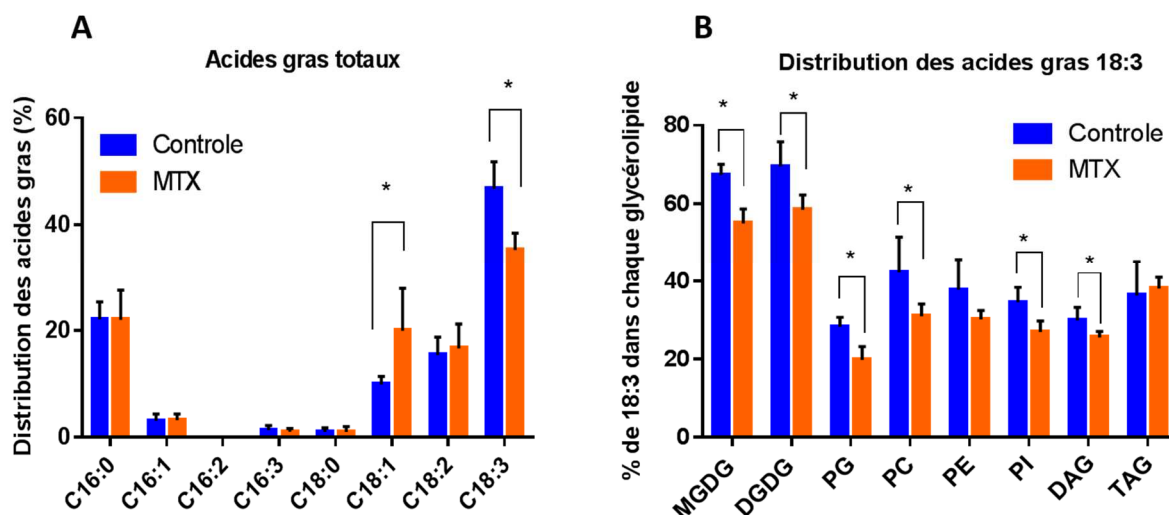 A
Acides gras totaux
Distribution des acides gras (%)
60
40
20
0
Controle
MTX
*
*
C16:0
C16:1
C16:2
C16:3
C18:0
C18:1
C18:2
C18:3
B
Distribution des acides gras 18:3
% de 18:3 dans chaque glycérolipide
80
60
40
20
0
Controle
MTX
*
*
*
*
*
*
MGDG
DGDG
PG
PC
PE
PI
DAG
TAG